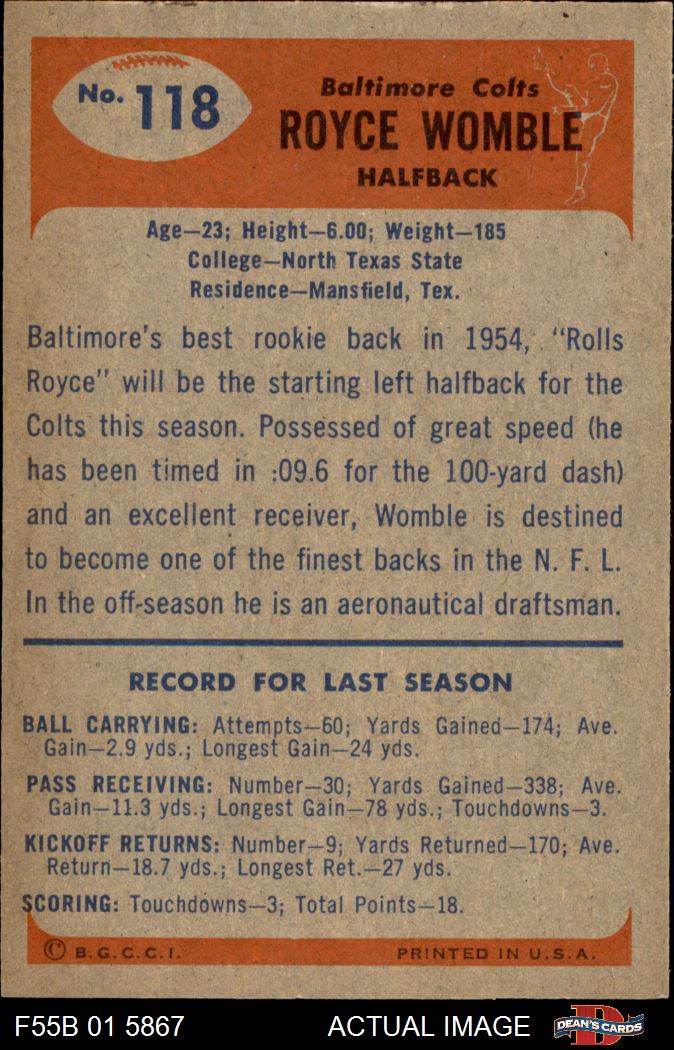 No. 118
Baltimore Colts
ROYCE WOMBLE
HALFBACK
Age—23; Height—6.00; Weight—185
College—North Texas State
Residence—Mansfield, Tex.
Baltimore's best rookie back in 1954, "Rolls
Royce" will be the starting left halfback for the
Colts this season. Possessed of great speed (he
has been timed in :09.6 for the 100-yard dash)
and an excellent receiver, Womble is destined
to become one of the finest backs in the N. F. L.
In the off-season he is an aeronautical draftsman.
RECORD FOR LAST SEASON
BALL CARRYING: Attempts—60; Yards Gained—174; Ave.
Gain—2.9 yds.; Longest Gain—24 yds.
PASS RECEIVING: Number—30; Yards Gained—338; Ave.
Gain—11.3 yds.; Longest Gain—78 yds.; Touchdowns—3.
KICKOFF RETURNS: Number—9; Yards Returned—170; Ave.
Return—18.7 yds.; Longest Ret.—27 yds.
SCORING: Touchdowns—3; Total Points—18.
© B.G.C.C.I. PRINTED IN U.S.A.
F55B 01 5867 ACTUAL IMAGE D DEAN'S CARDS